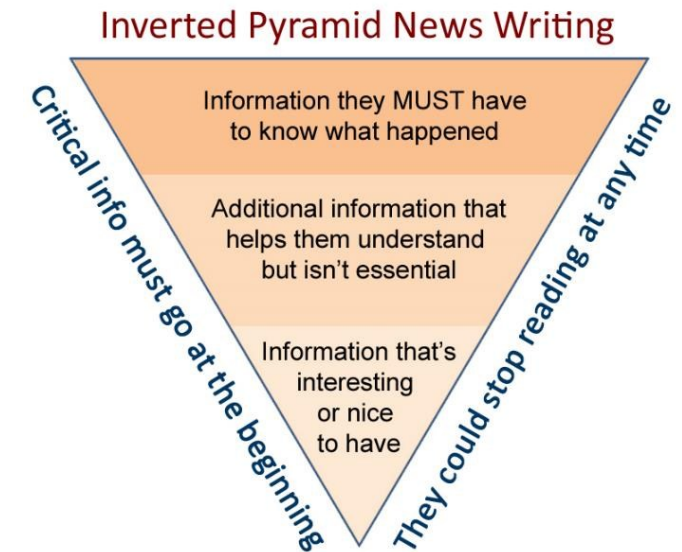 Inverted Pyramid News Writing
Critical info must go at the beginning
Information they MUST have
to know what happened
Additional information that
helps them understand
but isn't essential
Information that's
interesting
or nice
to have
They could stop reading at any time